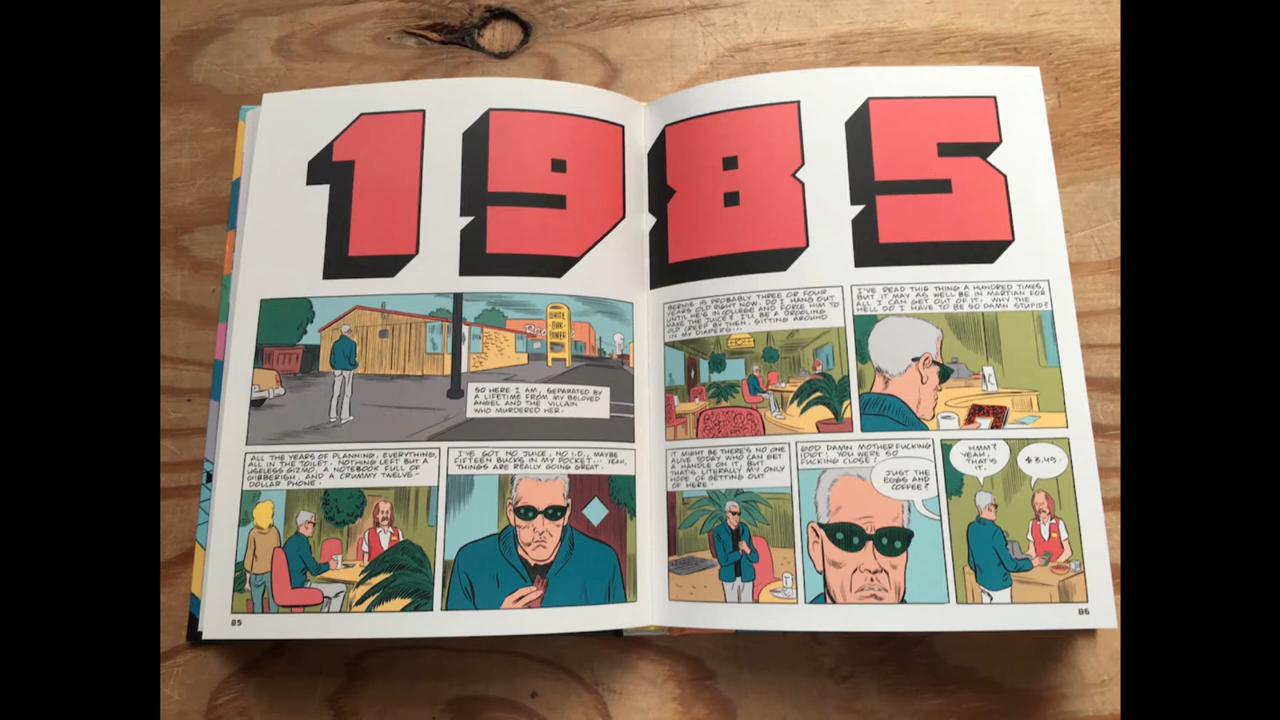 1985
WHITE
OAK
DINER
SO HERE I AM, SEPARATED BY
A LIFETIME FROM MY BELOVED
ANGEL AND THE VILLAIN
WHO MURDERED HER.
ALL THE YEARS OF PLANNING, EVERYTHING,
ALL IN THE TOILET. NOTHING LEFT BUT A
USELESS GIZMO, A NOTEBOOK FULL OF
GIBBERISH, AND A CRUMMY TWELVE-
DOLLAR PHONE.
I'VE GOT NO JUICE, NO I.D., MAYBE
FIFTEEN BUCKS IN MY POCKET... YEAH,
THINGS ARE REALLY GOING GREAT.
85
BERNIE IS PROBABLY THREE OR FOUR
YEARS OLD RIGHT NOW. DO I HANG OUT
UNTIL HE'S IN COLLEGE AND FORCE HIM TO
MAKE THE JUICE? I'LL BE A DROOLING
OLD CREEP BY THEN, SITTING AROUND
IN MY DIAPERS...
I'VE READ THIS THING A HUNDRED TIMES,
BUT IT MAY AS WELL BE IN MARTIAN FOR
ALL I CAN GET OUT OF IT. WHY THE
HELL DO I HAVE TO BE SO DAMN STUPID?
IT MIGHT BE THERE'S NO ONE
ALIVE TODAY WHO CAN GET
A HANDLE ON IT, BUT
THAT'S LITERALLY MY ONLY
HOPE OF GETTING OUT
OF HERE.
GOD DAMN MOTHERFUCKING
IDIOT! YOU WERE SO
FUCKING CLOSE!
JUST THE
EGGS AND
COFFEE?
HMM?
YEAH,
THAT'S
IT.
$3.49.
86